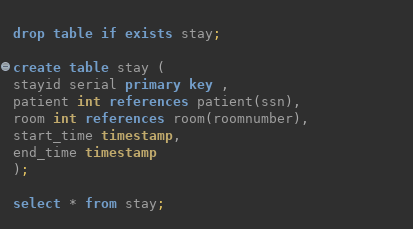 drop table if exists stay;
create table stay (
stayid serial primary key ,
patient int references patient(ssn),
room int references room(roomnumber),
start_time timestamp,
end_time timestamp
);
select * from stay;